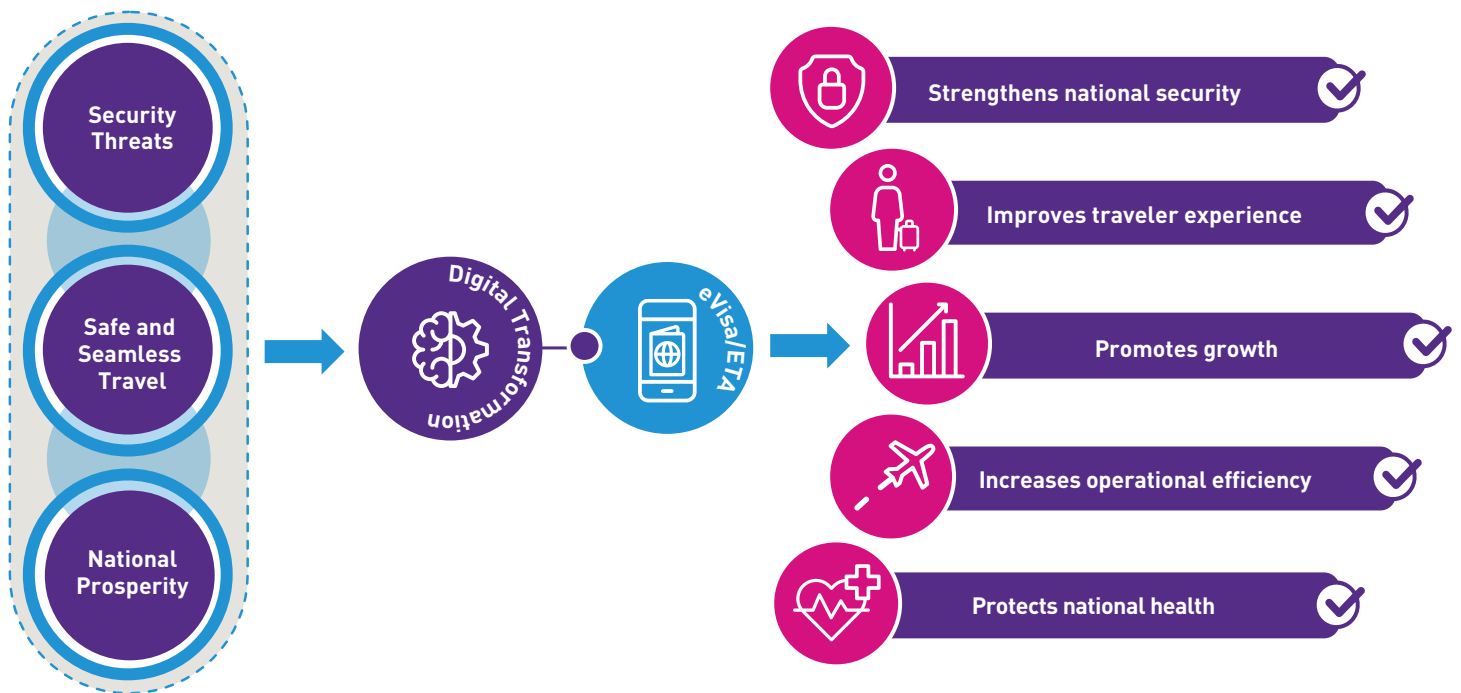 Security
Threats
Safe and
Seamless
Travel
National
Prosperity
Digital Transformation
eVisa/ETA
Strengthens national security
Improves traveler experience
Promotes growth
Increases operational efficiency
Protects national health